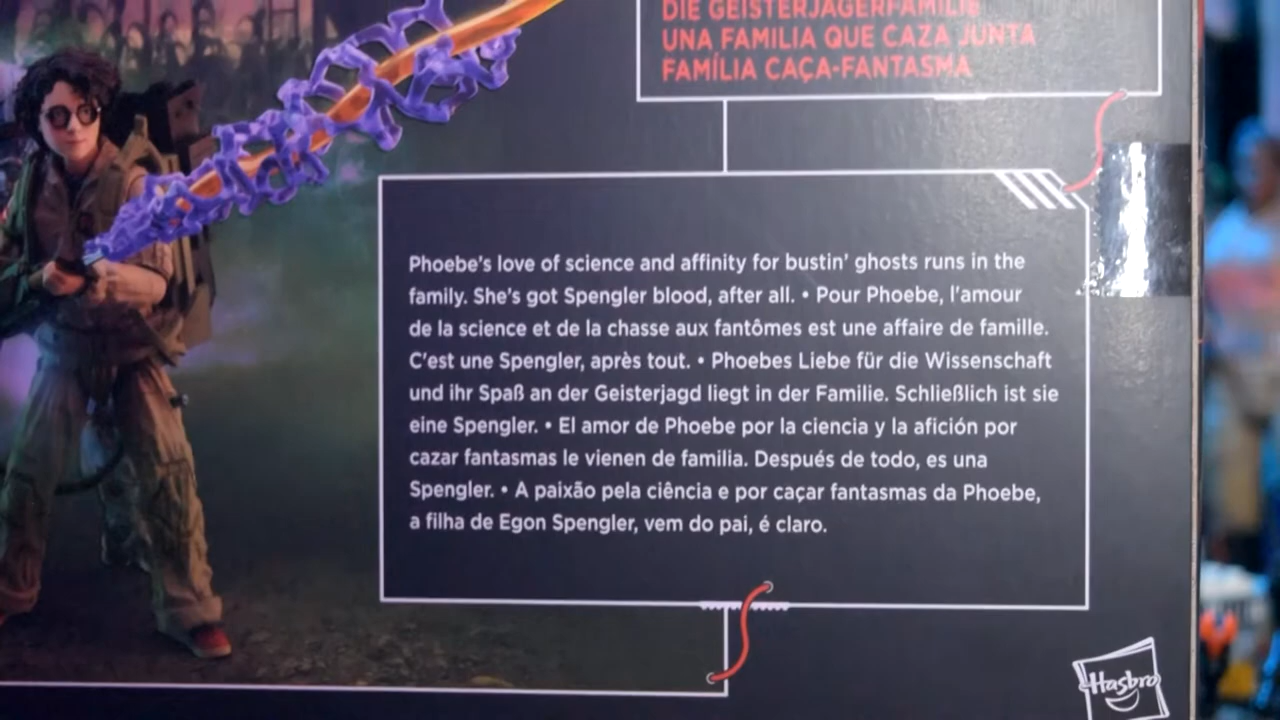 DIE GEISTERJÄGERFAMILIE
UNA FAMILIA QUE CAZA JUNTA
FAMÍLIA CAÇA-FANTASMA
Phoebe's love of science and affinity for bustin' ghosts runs in the
family. She's got Spengler blood, after all. • Pour Phoebe, l'amour
de la science et de la chasse aux fantômes est une affaire de famille.
C'est une Spengler, après tout. • Phoebes Liebe für die Wissenschaft
und ihr Spaß an der Geisterjagd liegt in der Familie. Schließlich ist sie
eine Spengler. • El amor de Phoebe por la ciencia y la afición por
cazar fantasmas le vienen de familia. Después de todo, es una
Spengler. • A paixão pela ciência e por caçar fantasmas da Phoebe,
a filha de Egon Spengler, vem do pai, é claro.
Hasbro